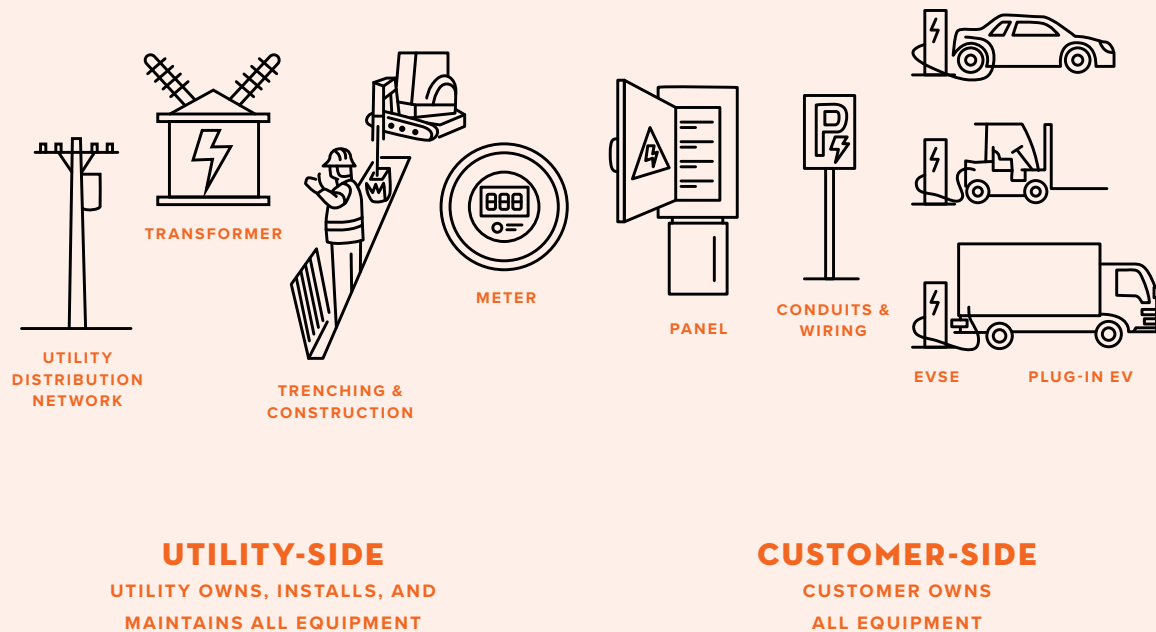 TRANSFORMER
UTILITY
DISTRIBUTION
NETWORK
TRENCHING &
CONSTRUCTION
888
METER
PANEL
P
CONDUITS &
WIRING
EVSE
PLUG-IN EV
UTILITY-SIDE
UTILITY OWNS, INSTALLS, AND
MAINTAINS ALL EQUIPMENT
CUSTOMER-SIDE
CUSTOMER OWNS
ALL EQUIPMENT